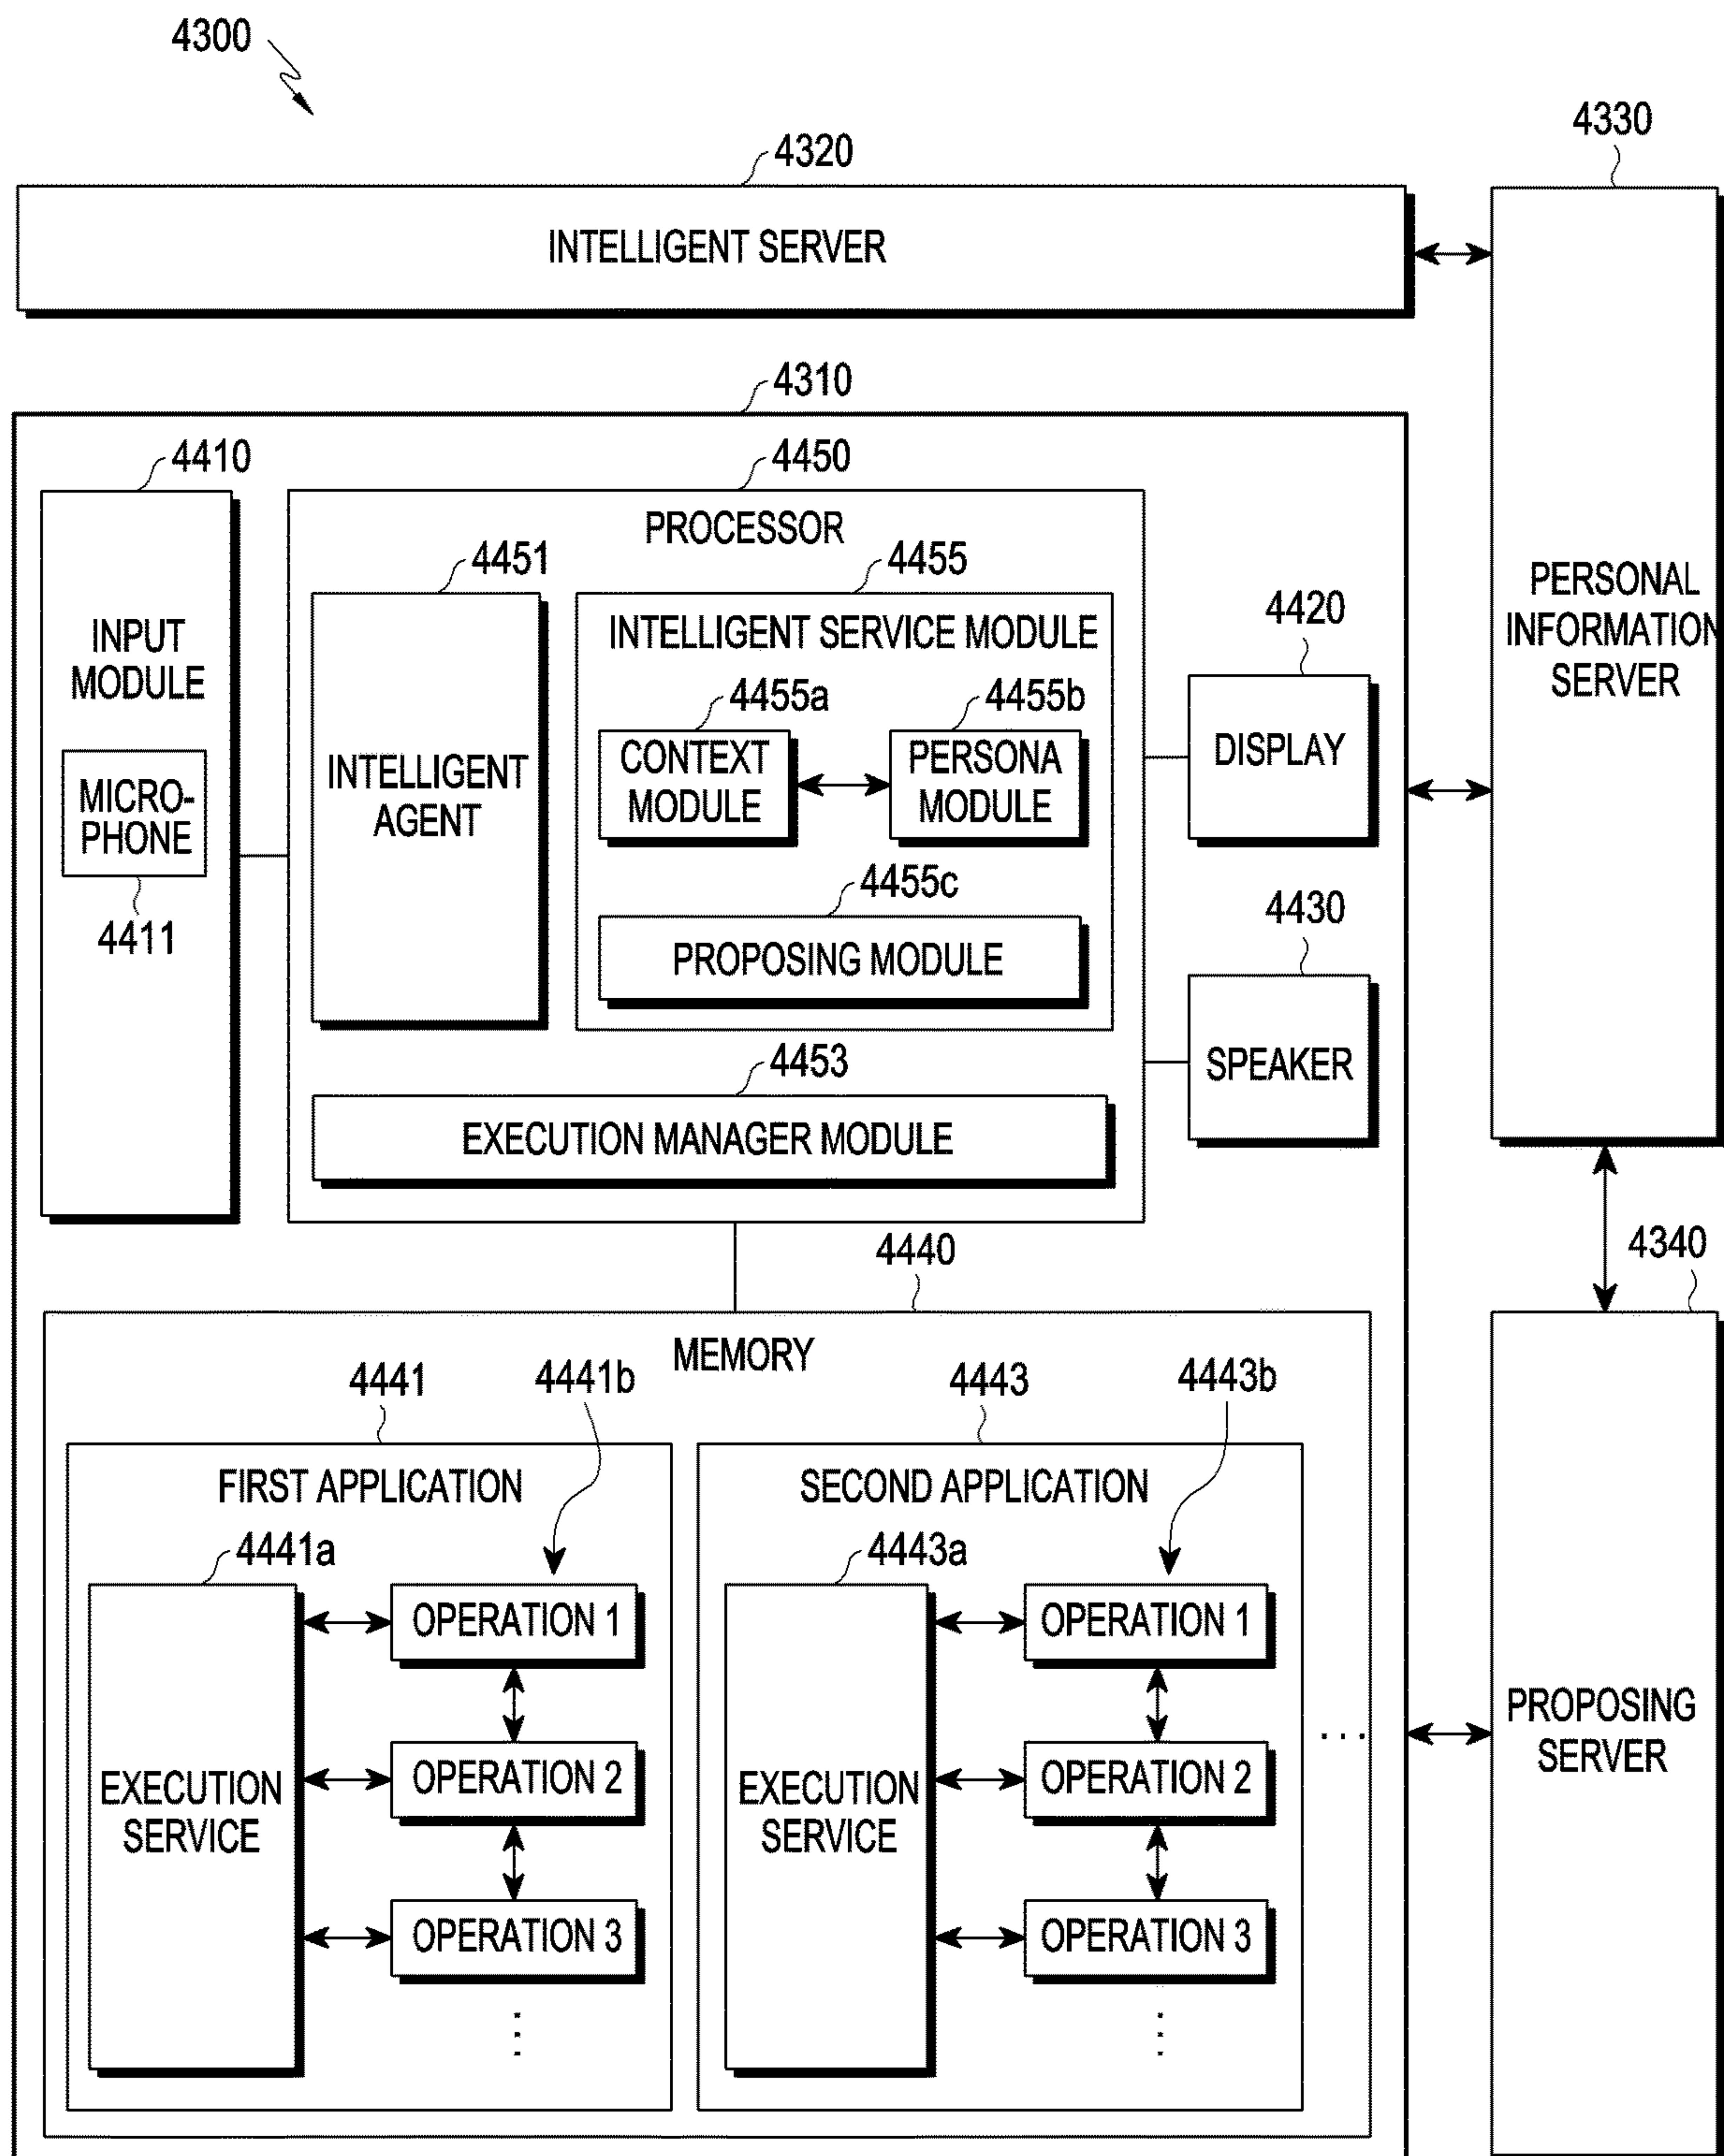 4300
4320
4330
INTELLIGENT SERVER
4310
4410
4450
PROCESSOR
4451
4455
INPUT
MODULE
INTELLIGENT SERVICE MODULE
PERSONAL
INFORMATION
SERVER
4420
4455a
4455b
MICRO-
PHONE
INTELLIGENT
AGENT
CONTEXT
MODULE
PERSONA
MODULE
DISPLAY
4411
4455c
4430
PROPOSING MODULE
4453
SPEAKER
EXECUTION MANAGER MODULE
4440
4340
MEMORY
4441
4441b
4443
4443b
FIRST APPLICATION
SECOND APPLICATION
4441a
4443a
OPERATION 1
OPERATION 1
EXECUTION
SERVICE
OPERATION 2
EXECUTION
SERVICE
OPERATION 2
...
PROPOSING
SERVER
OPERATION 3
OPERATION 3